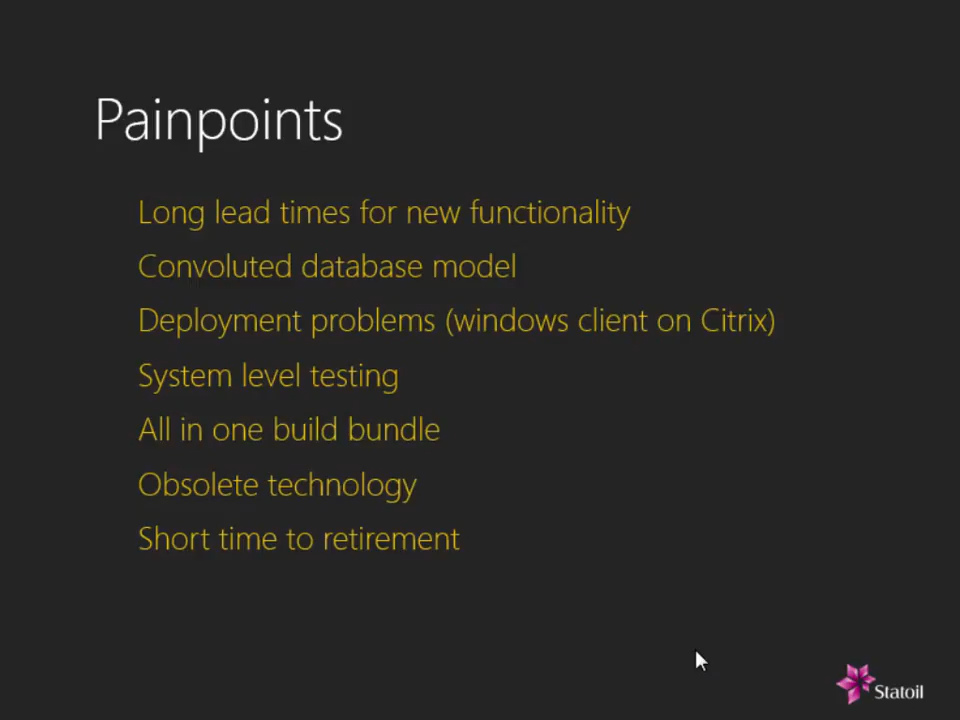 Painpoints
Long lead times for new functionality
Convoluted database model
Deployment problems (windows client on Citrix)
System level testing
All in one build bundle
Obsolete technology
Short time to retirement
Statoil